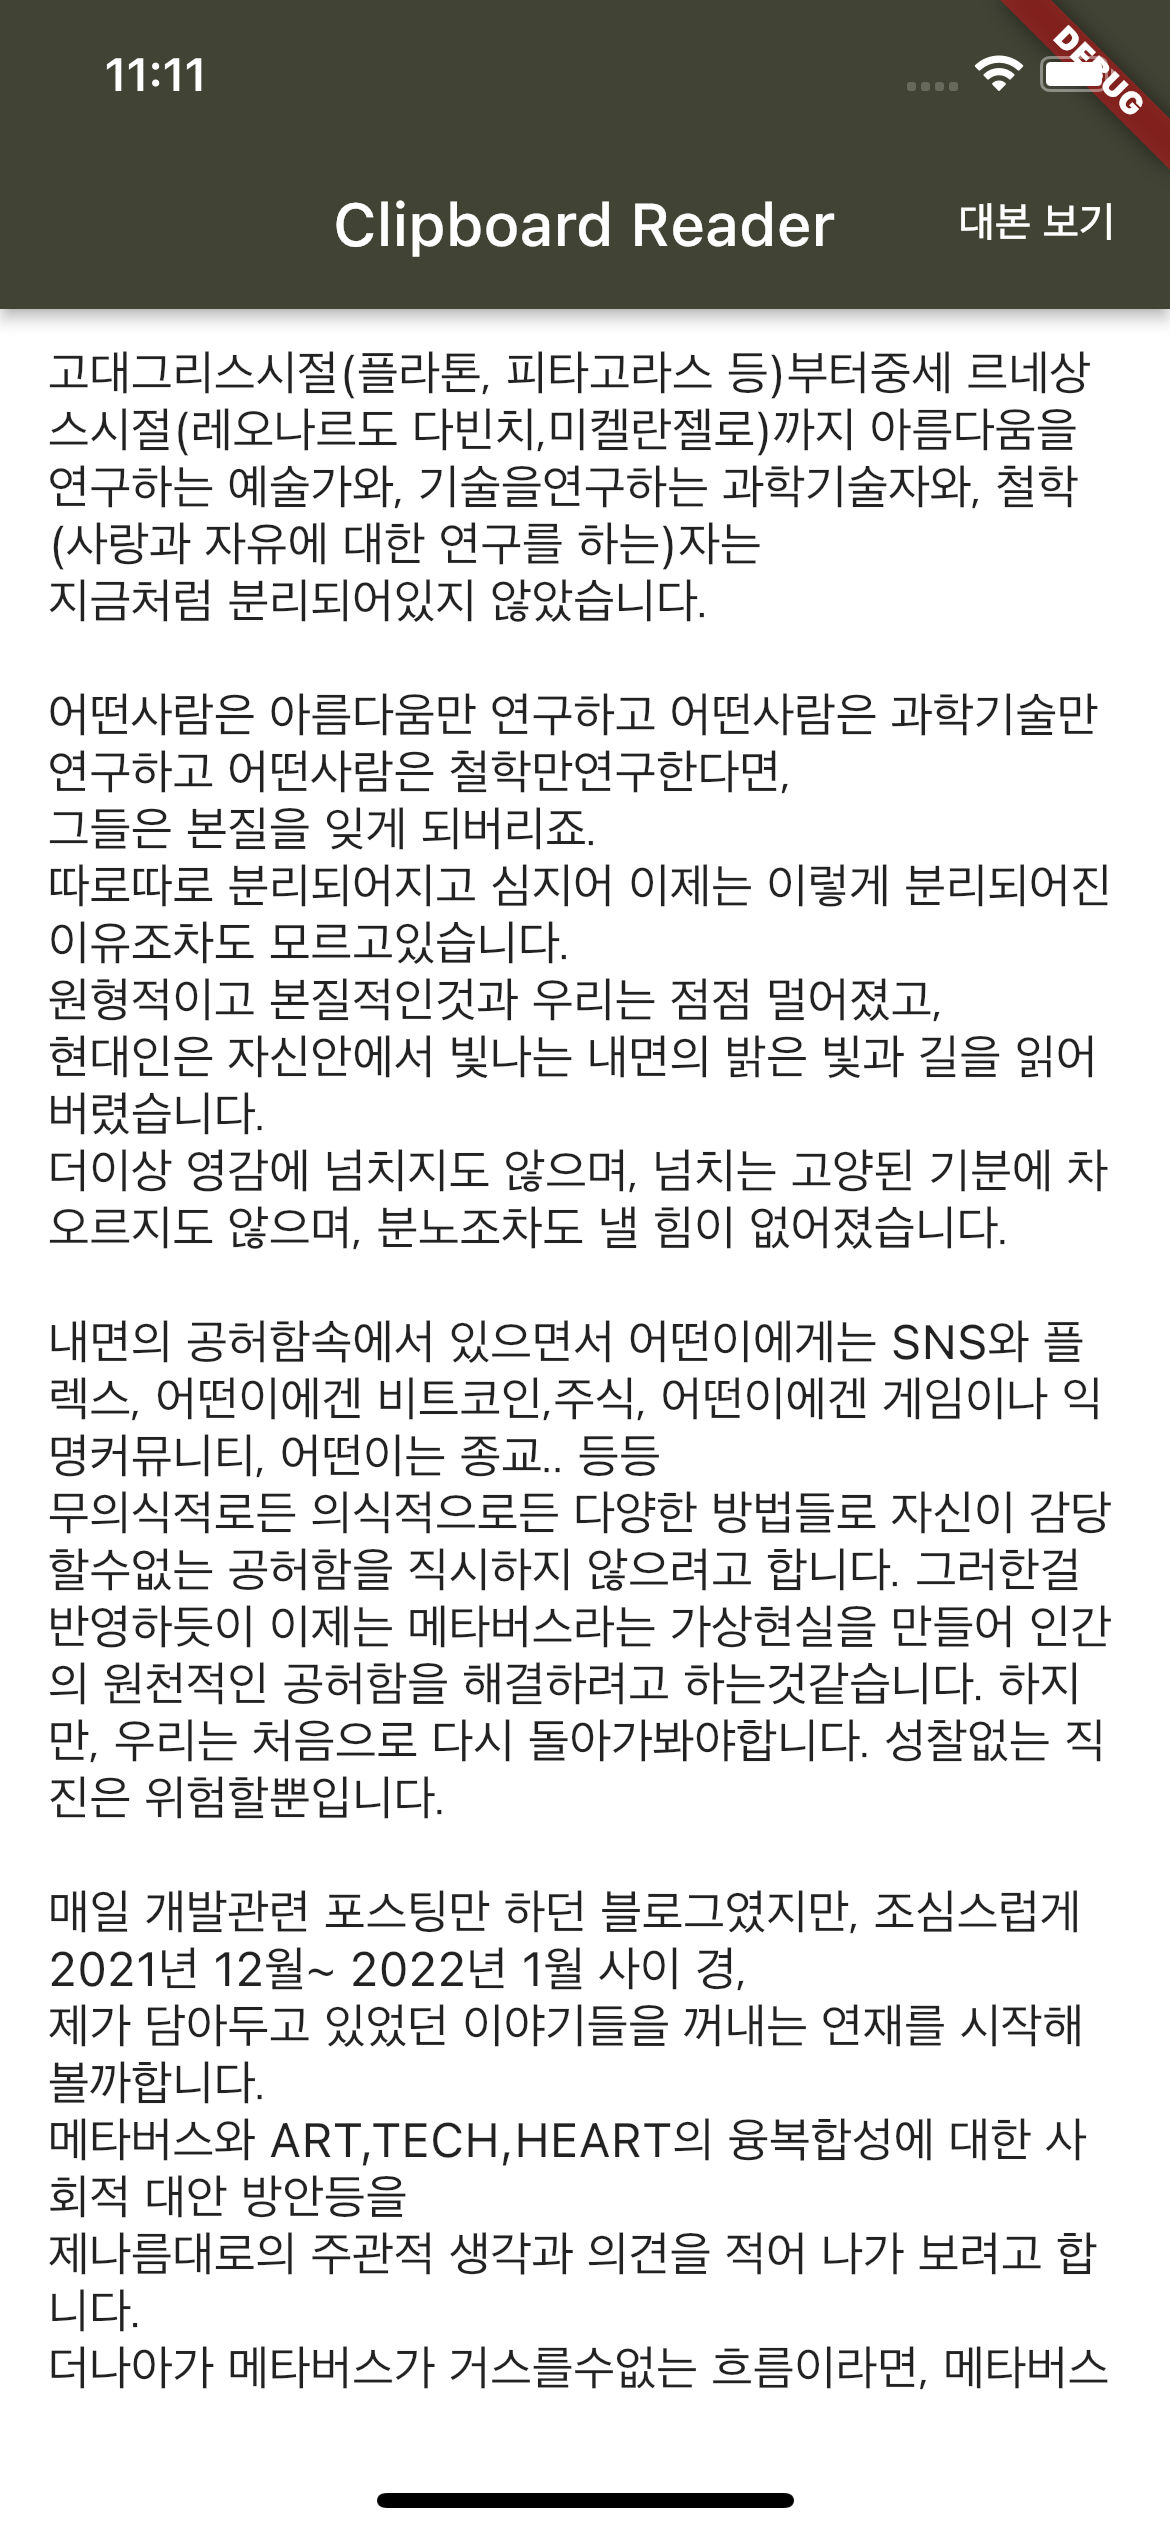 11:11
DEBUG
Clipboard Reader
대본 보기
고대그리스시절(플라톤, 피타고라스 등)부터중세 르네상
스시절(레오나르도 다빈치,미켈란젤로)까지 아름다움을
연구하는 예술가와, 기술을연구하는 과학기술자와, 철학
(사랑과 자유에 대한 연구를 하는)자는
지금처럼 분리되어있지 않았습니다.
어떤사람은 아름다움만 연구하고 어떤사람은 과학기술만
연구하고 어떤사람은 철학만연구한다면,
그들은 본질을 잊게 되버리죠.
따로따로 분리되어지고 심지어 이제는 이렇게 분리되어진
이유조차도 모르고있습니다.
원형적이고 본질적인것과 우리는 점점 멀어졌고,
현대인은 자신안에서 빛나는 내면의 밝은 빛과 길을 읽어
버렸습니다.
더이상 영감에 넘치지도 않으며, 넘치는 고양된 기분에 차
오르지도 않으며, 분노조차도 낼 힘이 없어졌습니다.
내면의 공허함속에서 있으면서 어떤이에게는 SNS와 플
렉스, 어떤이에겐 비트코인,주식, 어떤이에겐 게임이나 익
명커뮤니티, 어떤이는 종교.. 등등
무의식적로든 의식적으로든 다양한 방법들로 자신이 감당
할수없는 공허함을 직시하지 않으려고 합니다. 그러한걸
반영하듯이 이제는 메타버스라는 가상현실을 만들어 인간
의 원천적인 공허함을 해결하려고 하는것같습니다. 하지
만, 우리는 처음으로 다시 돌아가봐야합니다. 성찰없는 직
진은 위험할뿐입니다.
매일 개발관련 포스팅만 하던 블로그였지만, 조심스럽게
2021년 12월~ 2022년 1월 사이 경,
제가 담아두고 있었던 이야기들을 꺼내는 연재를 시작해
볼까합니다.
메타버스와 ART,TECH,HEART의 융복합성에 대한 사
회적 대안 방안등을
제나름대로의 주관적 생각과 의견을 적어 나가 보려고 합
니다.
더나아가 메타버스가 거스를수없는 흐름이라면, 메타버스